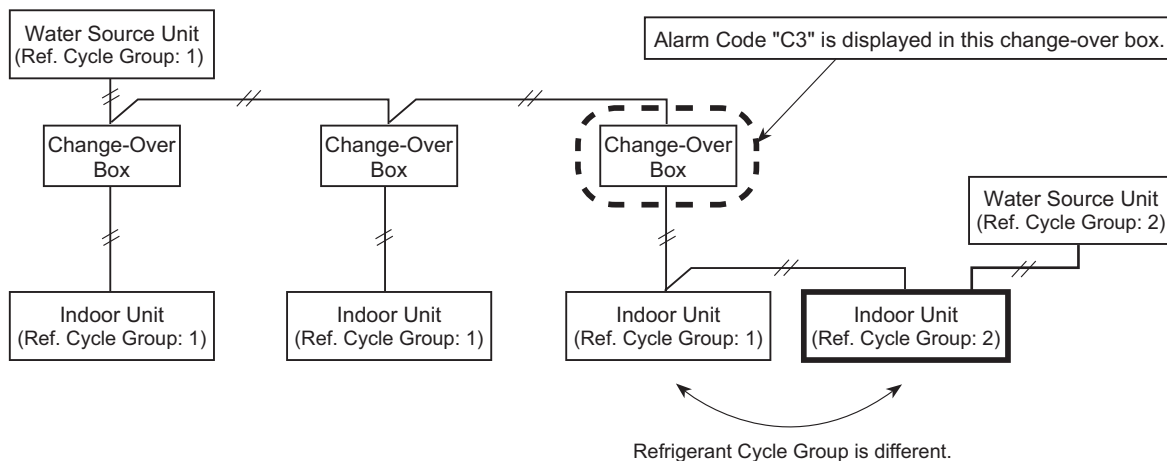 Water Source Unit
(Ref. Cycle Group: 1)
Alarm Code "C3" is displayed in this change-over box.
Change-Over
Box
Change-Over
Box
Change-Over
Box
Water Source Unit
(Ref. Cycle Group: 2)
Indoor Unit
(Ref. Cycle Group: 1)
Indoor Unit
(Ref. Cycle Group: 1)
Indoor Unit
(Ref. Cycle Group: 1)
Indoor Unit
(Ref. Cycle Group: 2)
Refrigerant Cycle Group is different.